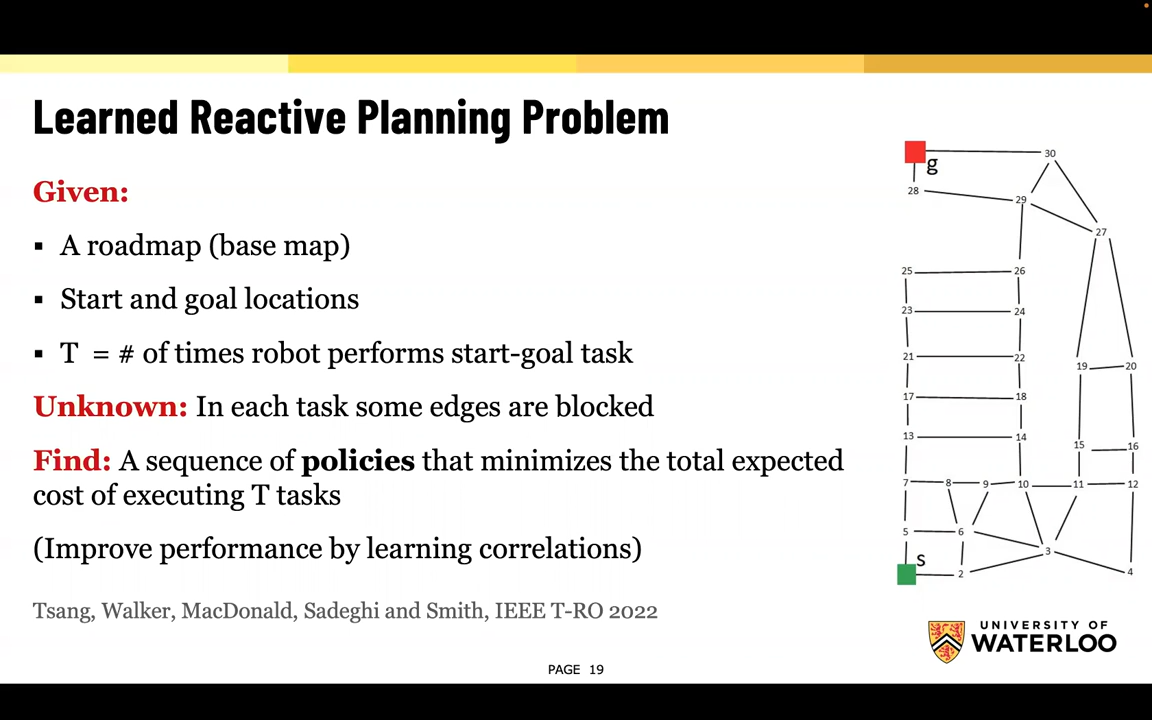 Learned Reactive Planning Problem
Given:
▪ A roadmap (base map)
▪ Start and goal locations
▪ T = # of times robot performs start-goal task
Unknown: In each task some edges are blocked
Find: A sequence of policies that minimizes the total expected
cost of executing T tasks
(Improve performance by learning correlations)
Tsang, Walker, MacDonald, Sadeghi and Smith, IEEE T-RO 2022
g
30
28
29
27
25
26
23
24
21
22
19
20
17
18
13
14
15
16
7
8
9
10
11
12
5
6
3
s
2
4
UNIVERSITY OF
WATERLOO
PAGE 19